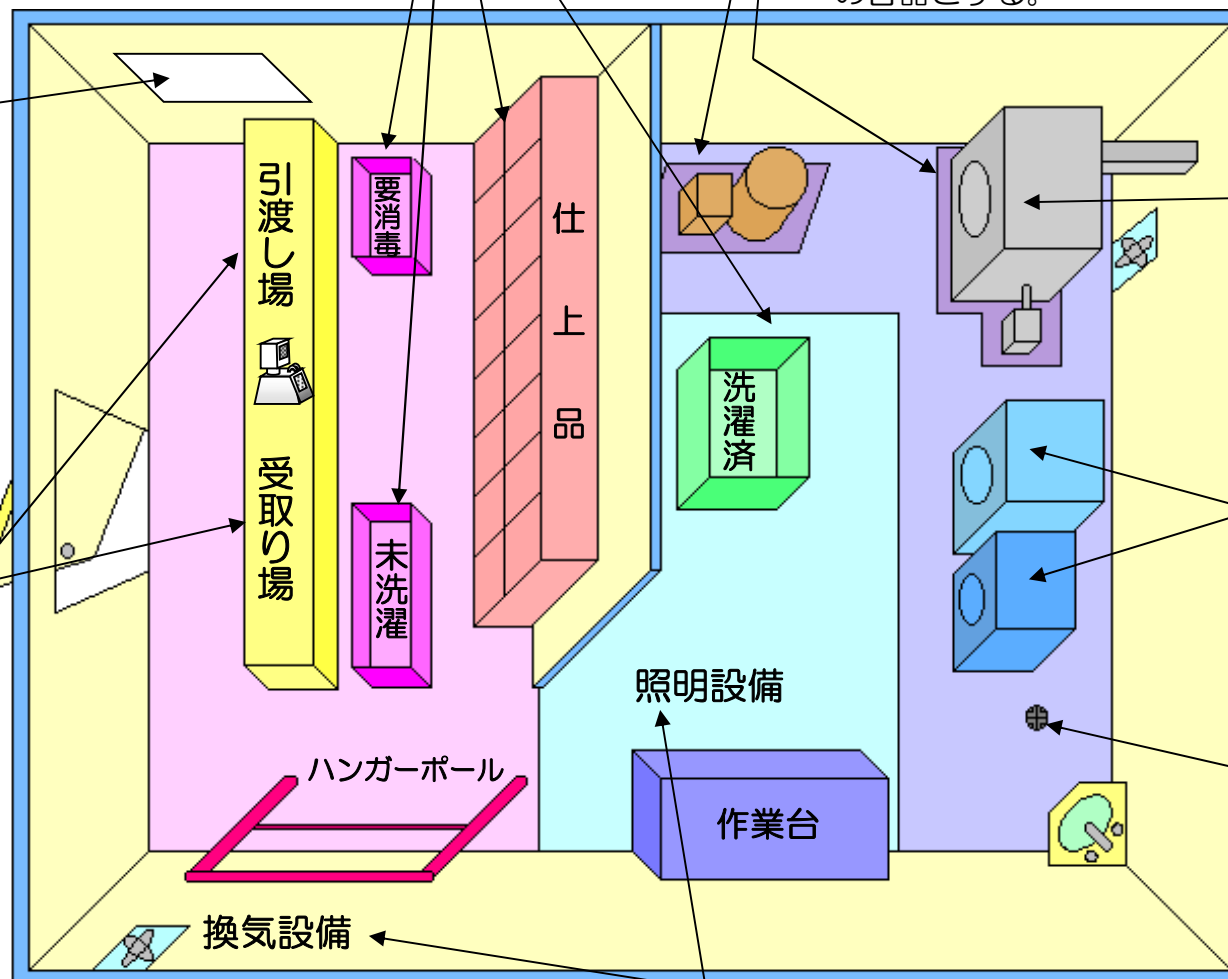 引渡し場
受取り場
要消毒
未洗濯
仕上品
洗濯済
照明設備
ハンガーポール
作業台
換気設備